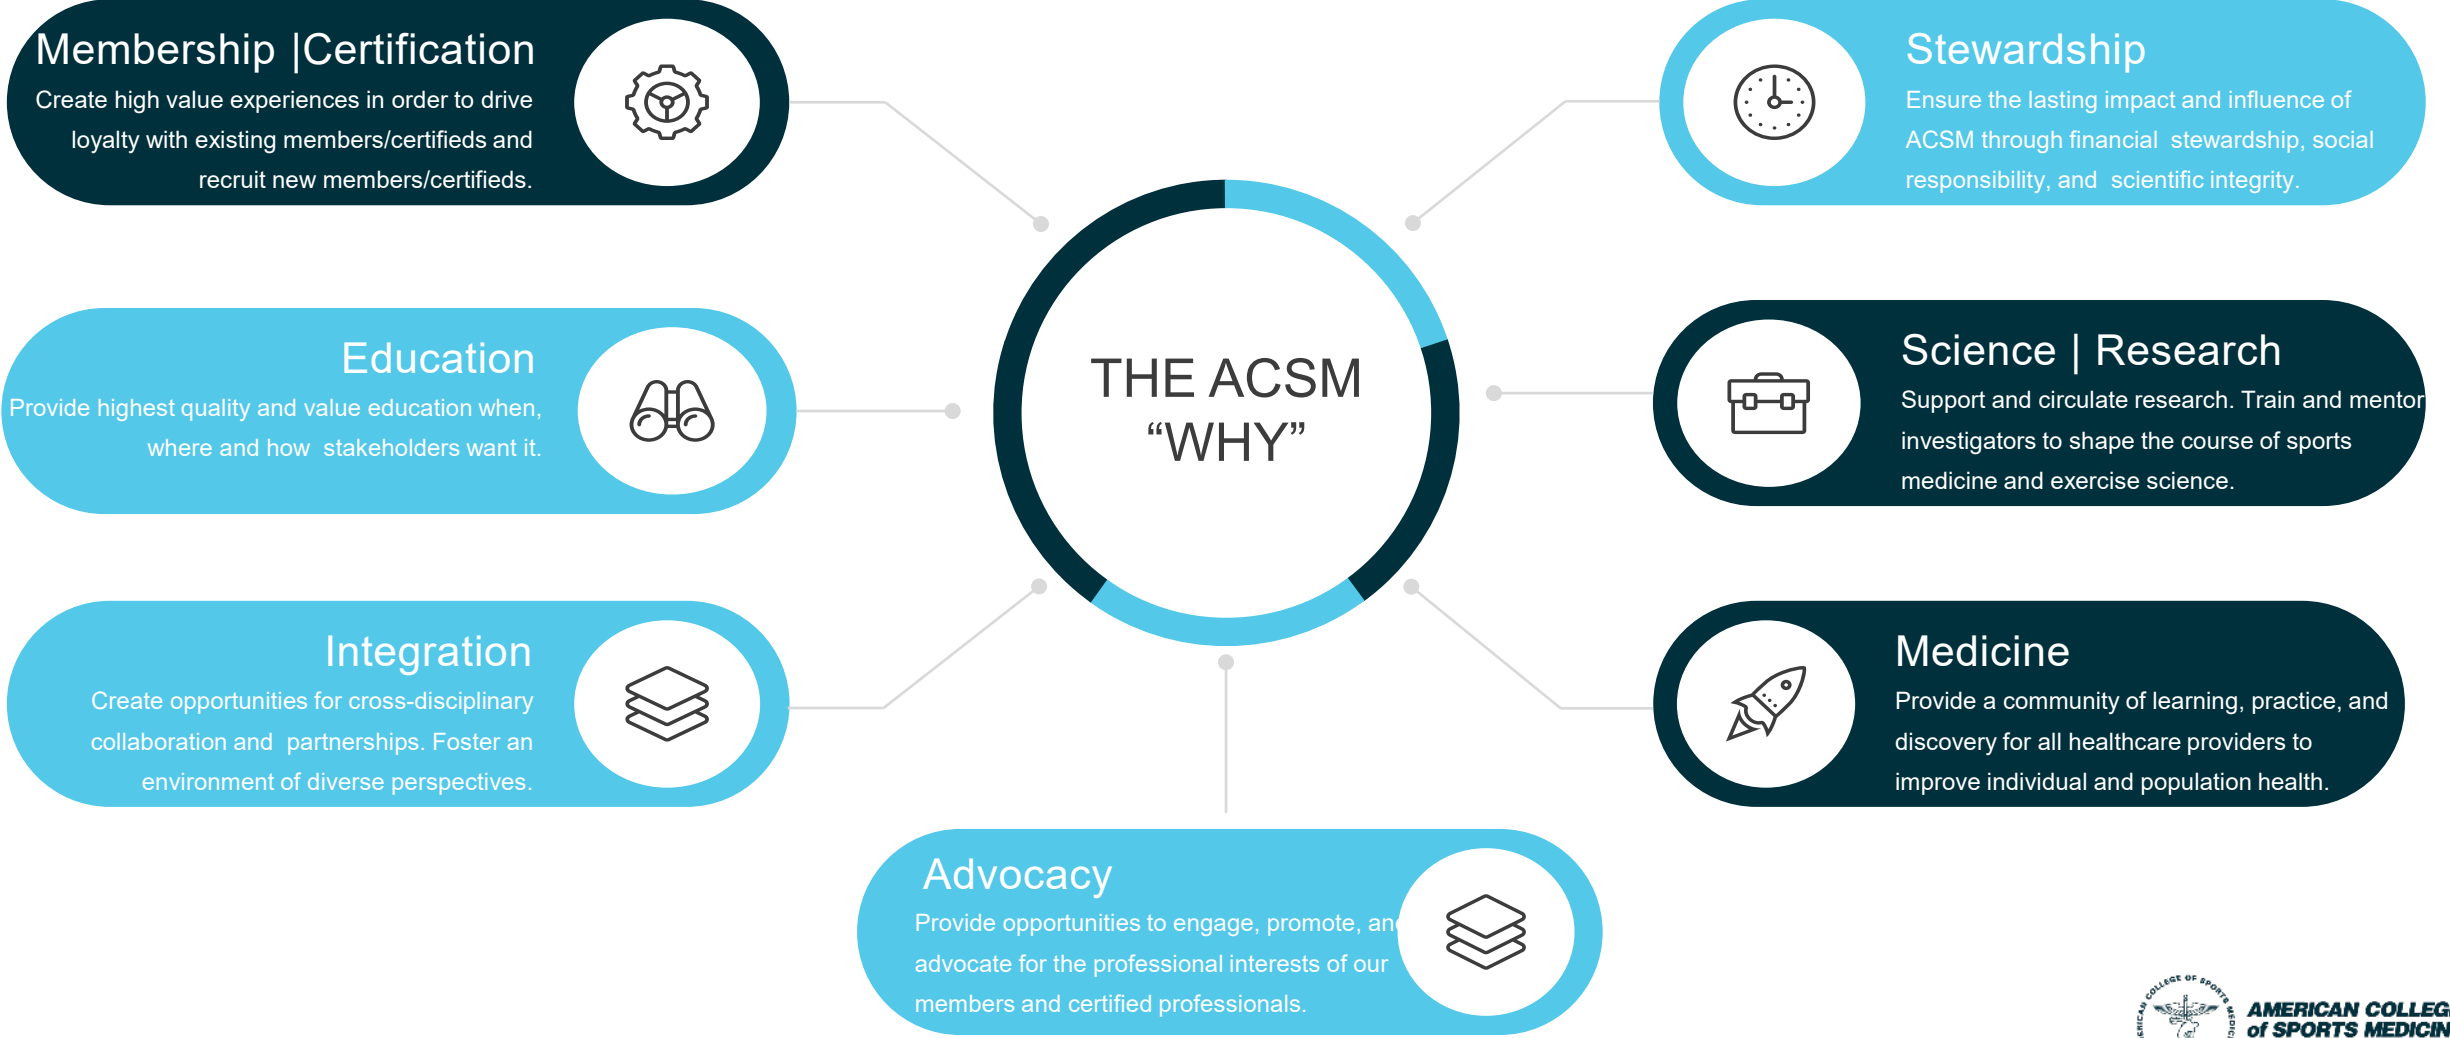 Membership |Certification
Create high value experiences in order to drive
loyalty with existing members/certifieds and
recruit new members/certifieds.
Education
Provide highest quality and value education when,
where and how stakeholders want it.
Integration
Create opportunities for cross-disciplinary
collaboration and partnerships. Foster an
environment of diverse perspectives.
THE ACSM
“WHY”
Stewardship
Ensure the lasting impact and influence of
ACSM through financial stewardship, social
responsibility, and scientific integrity.
Science | Research
Support and circulate research. Train and mentor
investigators to shape the course of sports
medicine and exercise science.
Medicine
Provide a community of learning, practice, and
discovery for all healthcare providers to
improve individual and population health.
Advocacy
Provide opportunities to engage, promote, and
advocate for the professional interests of our
members and certified professionals.
COLLEGE OF SPORTS
AMERICAN COLLEG
of SPORTS MEDICIN